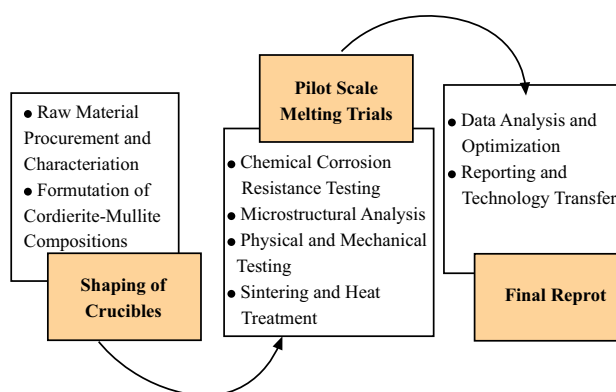 ● Raw Material
Procurement and
Characteriation
● Formutation of
Cordierite-Mullite
Compositions
Shaping of
Crucibles
Pilot Scale
Melting Trials
● Chemical Corrosion
Resistance Testing
● Microstructural Analysis
● Physical and Mechanical
Testing
● Sintering and Heat
Treatment
● Data Analysis and
Optimization
● Reporting and
Technology Transfer
Final Reprot